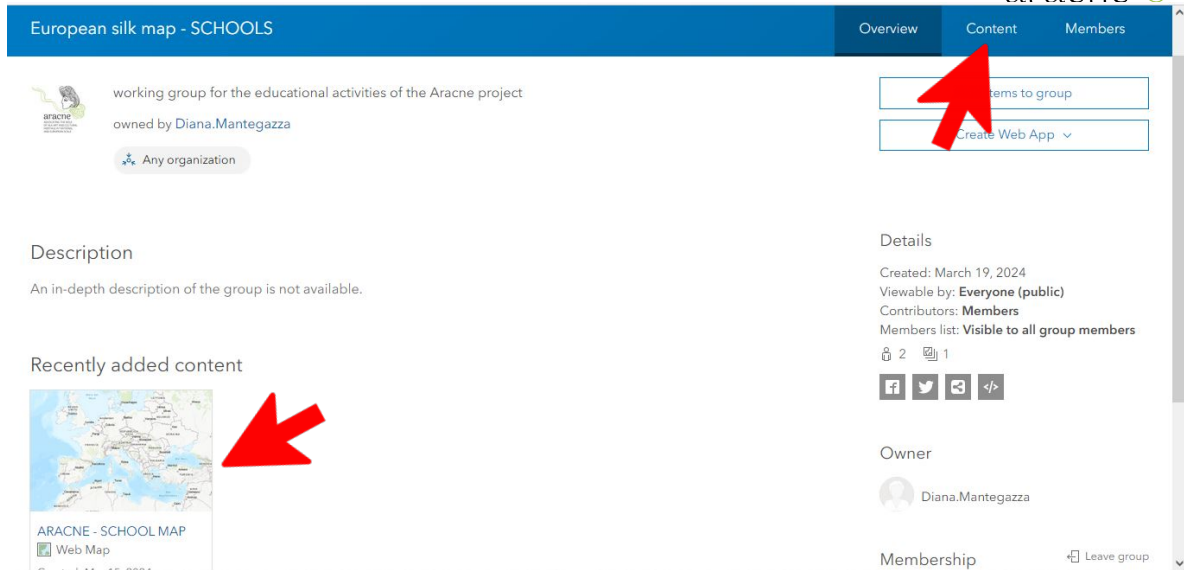 European silk map - SCHOOLS
Overview
Content
Members
aracne
working group for the educational activities of the Aracne project
owned by Diana.Mantegazza
Any organization
items to group
Create Web App
Description
An in-depth description of the group is not available.
Recently added content
ARACNE - SCHOOL MAP
Web Map
Details
Created: March 19, 2024
Viewable by: Everyone (public)
Contributors: Members
Members list: Visible to all group members
2 1
Owner
Diana.Mantegazza
Membership
Leave group